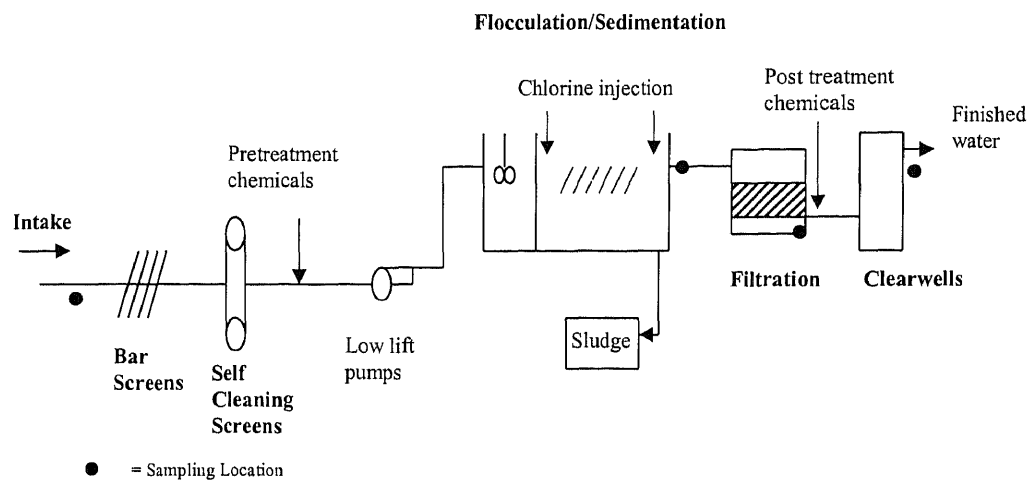 Flocculation/Sedimentation
Chlorine injection
Post treatment
chemicals
Finished
water
Pretreatment
chemicals
Intake
Filtration
Clearwells
Sludge
Low lift
pumps
Bar
Screens
Self
Cleaning
Screens
= Sampling Location